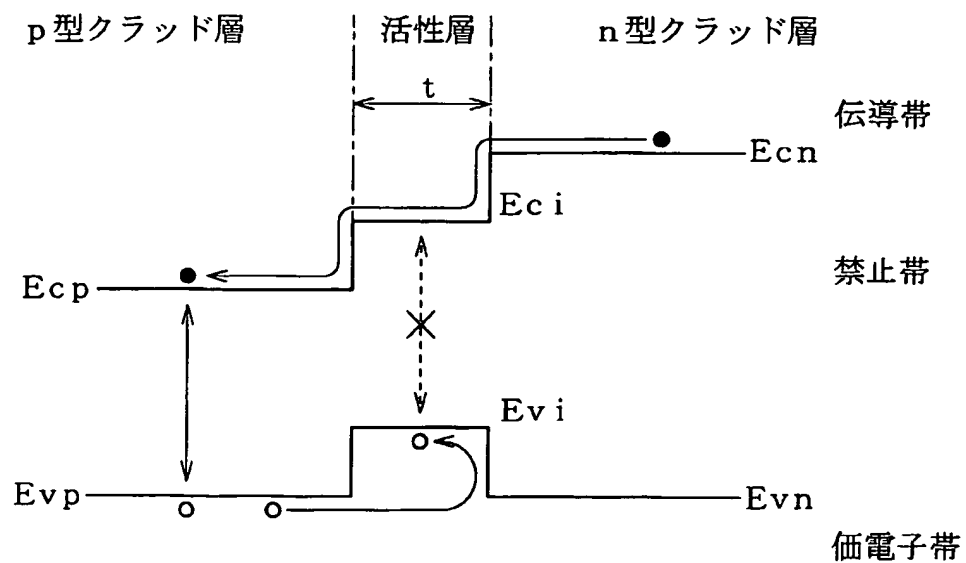 p型クラッド層 活性層 n型クラッド層
t
伝導帯
Ecn
Eci
禁止帯
Ecp
Evi
Evp
Evn
価電子帯